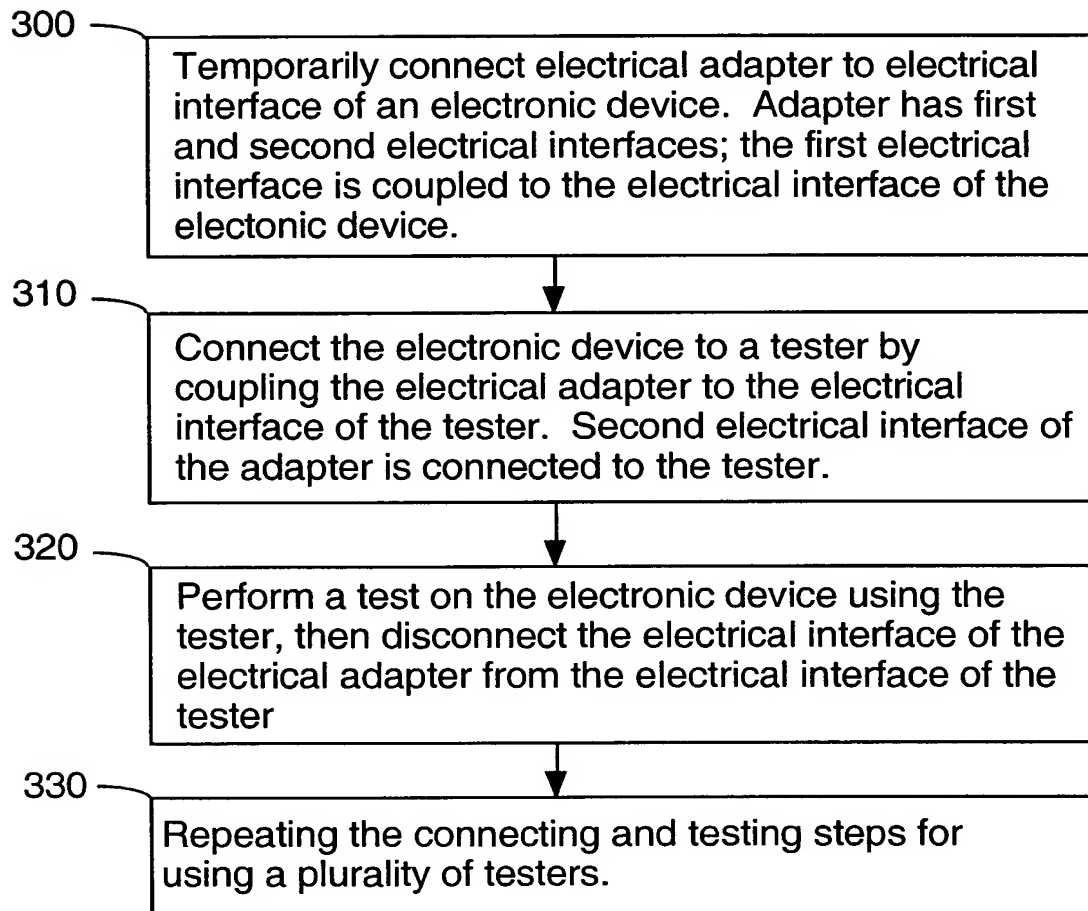 300
Temporarily connect electrical adapter to electrical
interface of an electronic device.  Adapter has first
and second electrical interfaces; the first electrical
interface is coupled to the electrical interface of the
electonic device.
310
Connect the electronic device to a tester by
coupling the electrical adapter to the electrical
interface of the tester.  Second electrical interface of
the adapter is connected to the tester.
320
Perform a test on the electronic device using the
tester, then disconnect the electrical interface of the
electrical adapter from the electrical interface of the
tester
330
Repeating the connecting and testing steps for
using a plurality of testers.